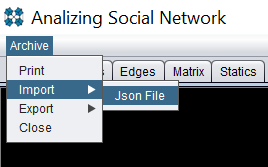 Analizing Social Network
Archive
Edges Matrix Statics
Print
Import
Json File
Export
Close